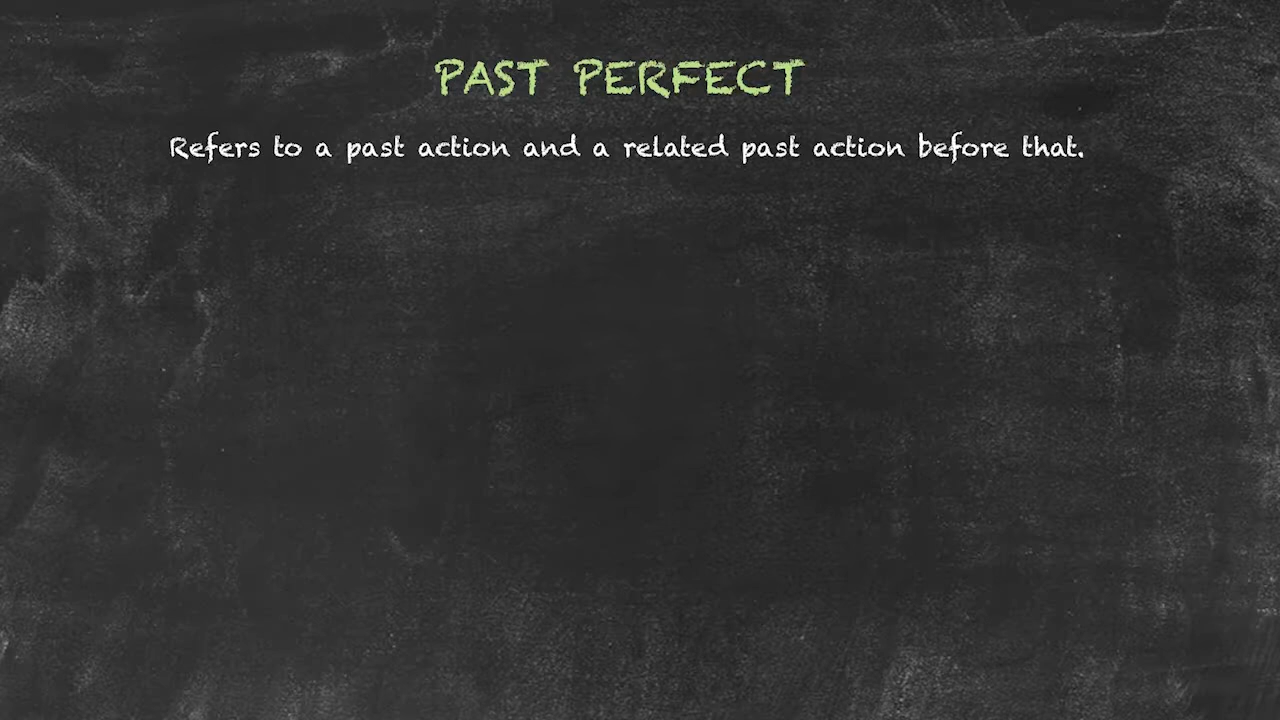 PAST PERFECT
Refers to a past action and a related past action before that.